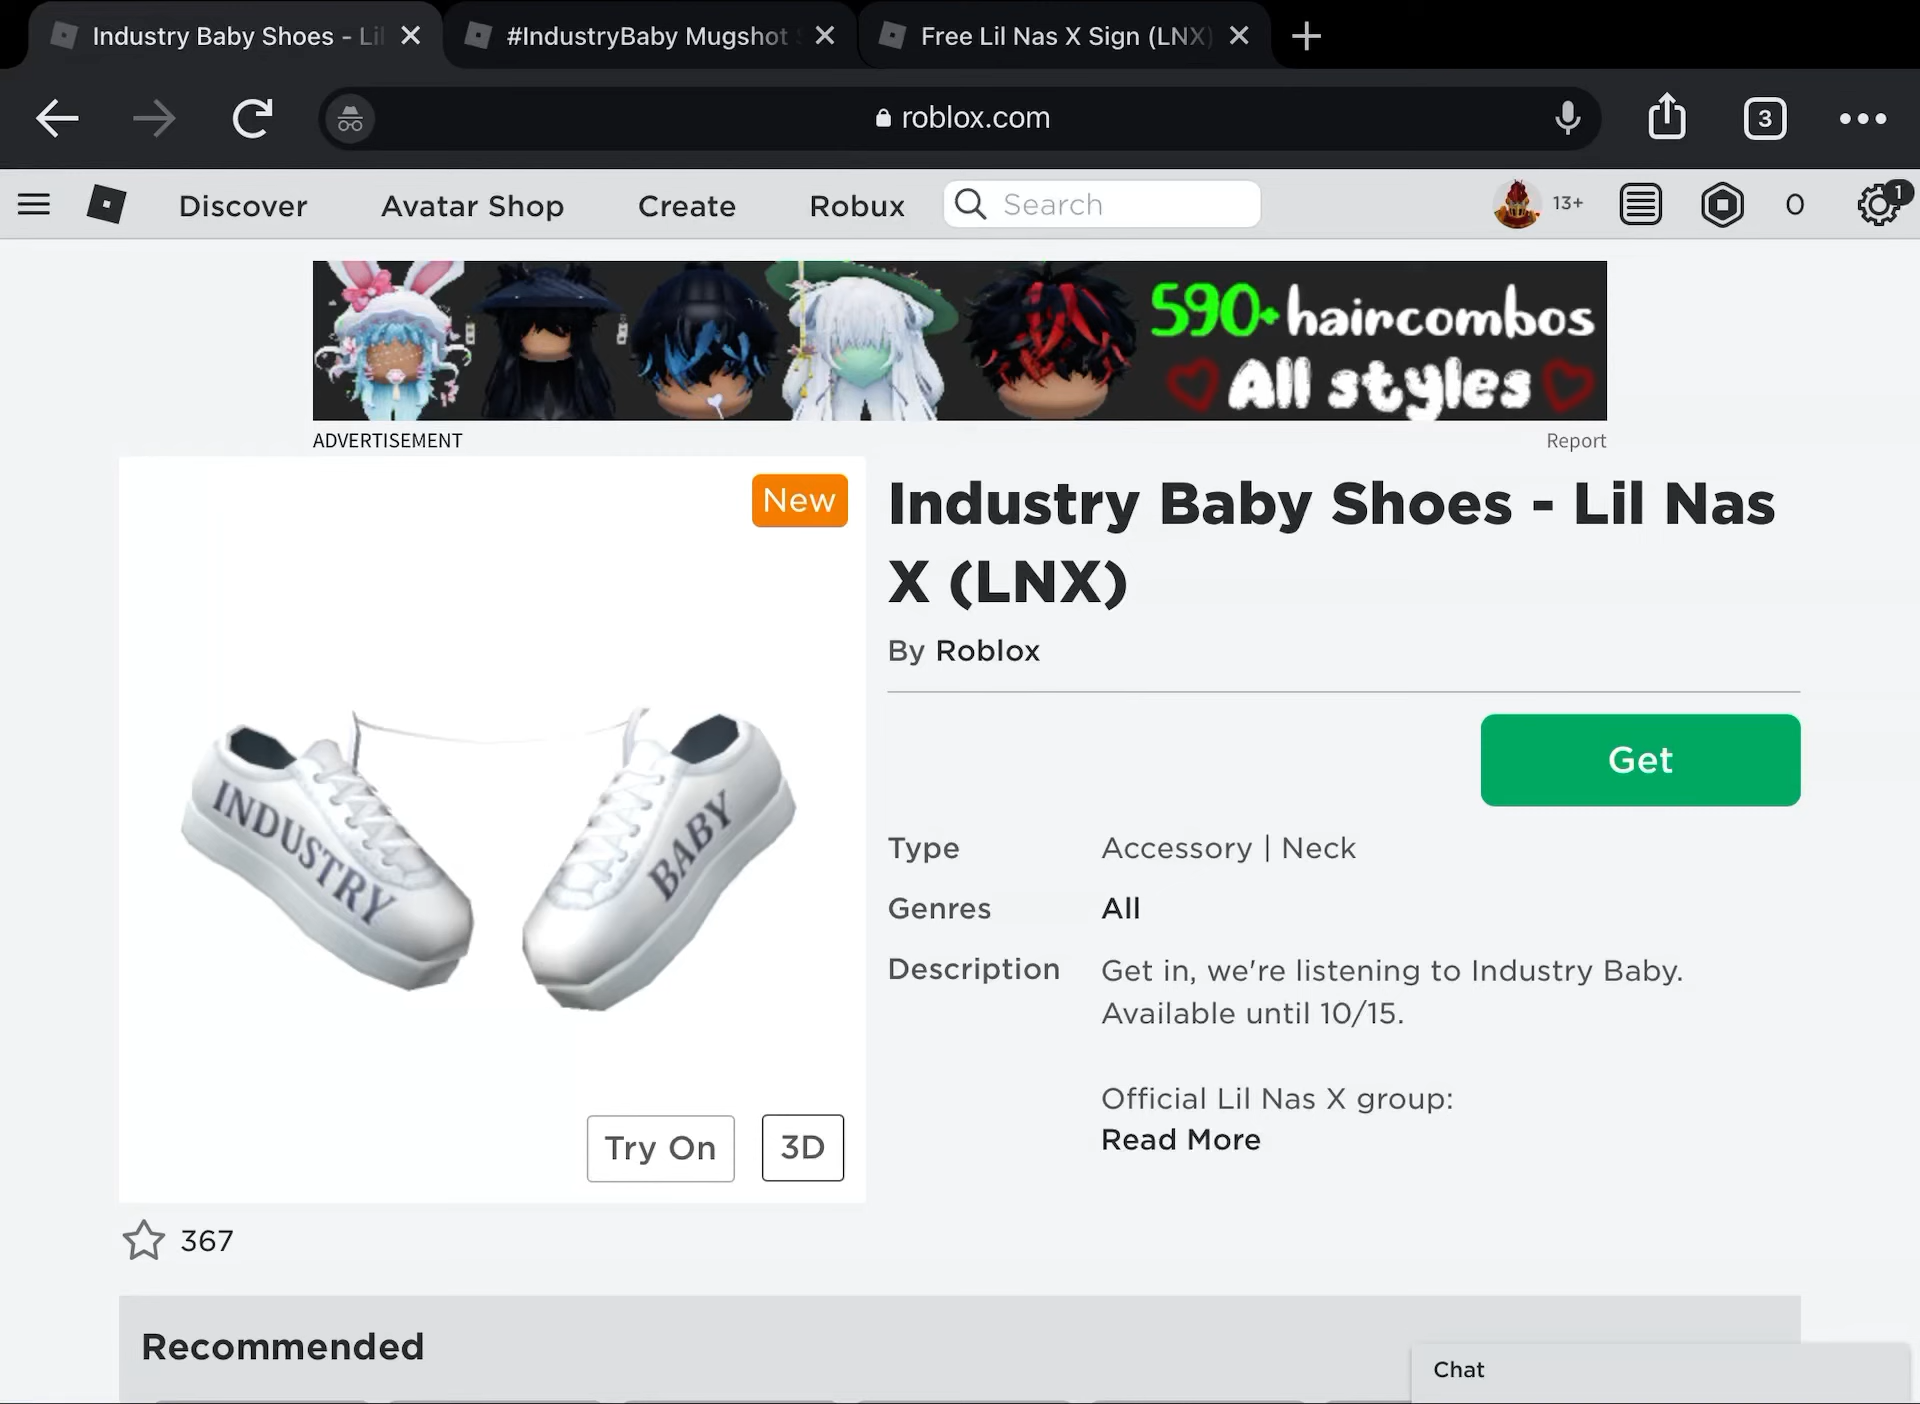 Industry Baby Shoes - Lil
#IndustryBaby Mugshot
Free Lil Nas X Sign (LNX)
roblox.com
3
Discover
Avatar Shop
Create
Robux
Search
13+
0
1
590+ haircombos
All styles
ADVERTISEMENT
Report
New
Industry Baby Shoes - Lil Nas
X (LNX)
By Roblox
INDUSTRY
BABY
Get
Type
Accessory | Neck
Genres
All
Description
Get in, we're listening to Industry Baby.
Available until 10/15.
Official Lil Nas X group:
Read More
Try On
3D
367
Recommended
Chat